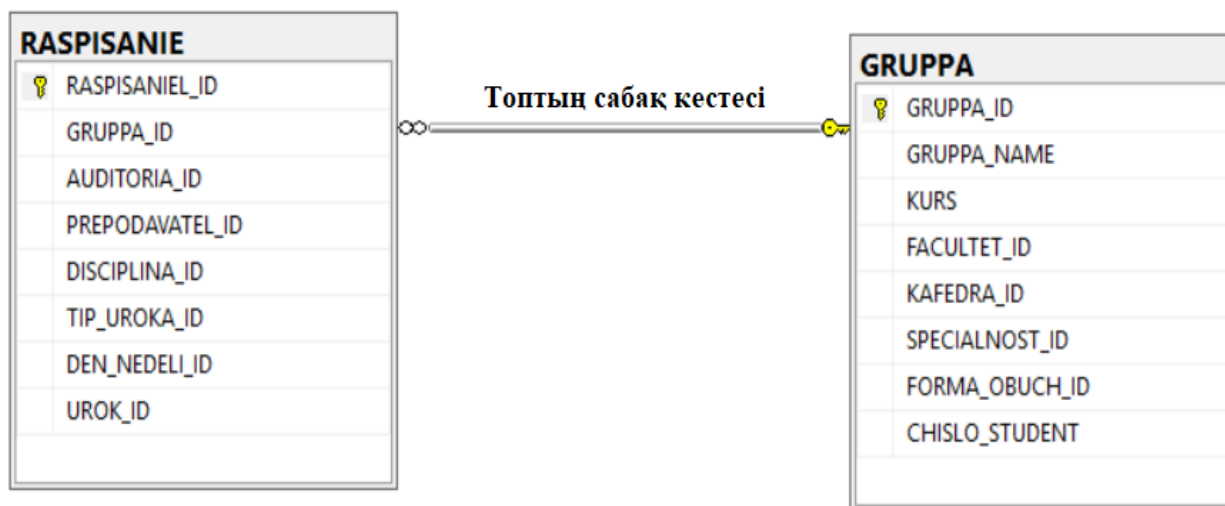 RASPISANIE
RASPISANIEL_ID
GRUPPA_ID
AUDITORIA_ID
PREPODAVATEL_ID
DISCIPLINA_ID
TIP_UROKA_ID
DEN_NEDELI_ID
UROK_ID
Топтың сабақ кестесі
GRUPPA
GRUPPA_ID
GRUPPA_NAME
KURS
FACULTET_ID
KAFEDRA_ID
SPECIALNOST_ID
FORMA_OBUCH_ID
CHISLO_STUDENT